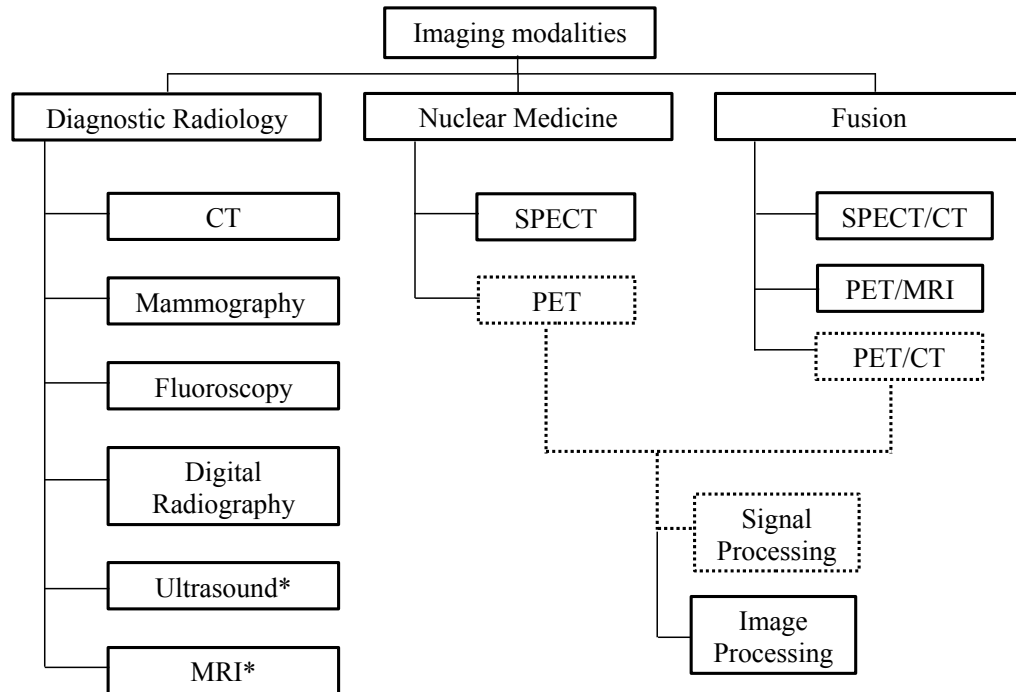 Imaging modalities
Diagnostic Radiology
Nuclear Medicine
Fusion
CT
Mammography
Fluoroscopy
Digital
Radiography
Ultrasound*
MRI*
SPECT
PET
SPECT/CT
PET/MRI
PET/CT
Signal
Processing
Image
Processing